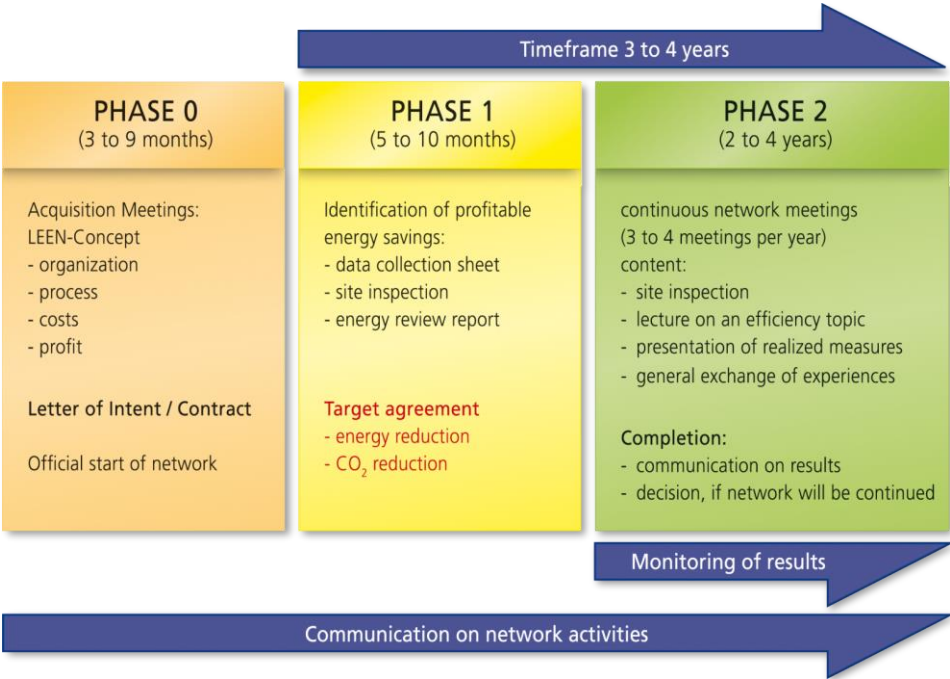 Timeframe 3 to 4 years
PHASE 0
(3 to 9 months)
Acquisition Meetings:
LEEN-Concept
- organization
- process
- costs
- profit
Letter of Intent / Contract
Official start of network
PHASE 1
(5 to 10 months)
Identification of profitable
energy savings:
- data collection sheet
- site inspection
- energy review report
Target agreement
- energy reduction
- CO₂ reduction
PHASE 2
(2 to 4 years)
continuous network meetings
(3 to 4 meetings per year)
content:
- site inspection
- lecture on an efficiency topic
- presentation of realized measures
- general exchange of experiences
Completion:
- communication on results
- decision, if network will be continued
Monitoring of results
Communication on network activities